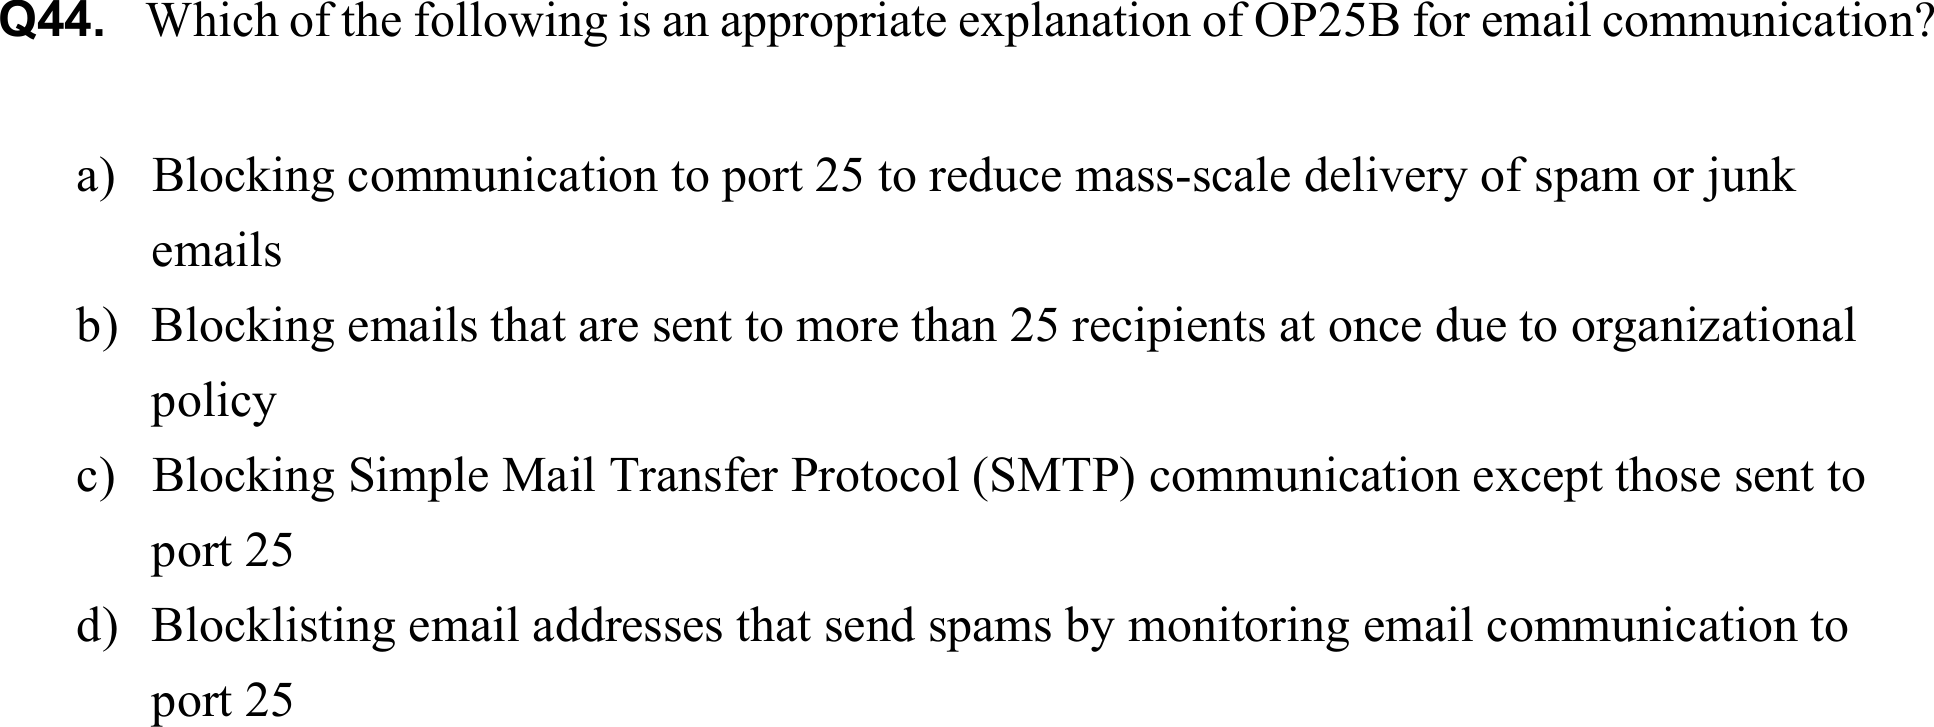 Q44. Which of the following is an appropriate explanation of OP25B for email communication?
a) Blocking communication to port 25 to reduce mass-scale delivery of spam or junk
emails
b) Blocking emails that are sent to more than 25 recipients at once due to organizational
policy
c) Blocking Simple Mail Transfer Protocol (SMTP) communication except those sent to
port 25
d) Blocklisting email addresses that send spams by monitoring email communication to
port 25